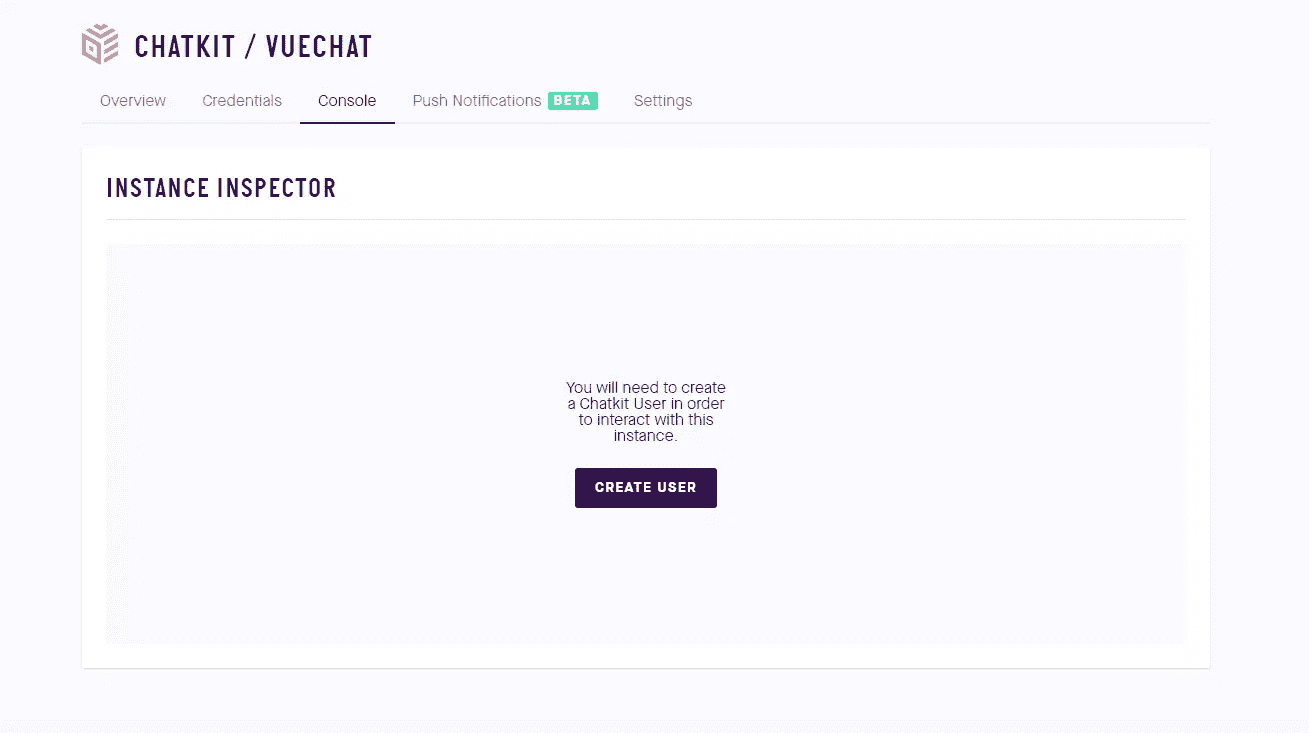 CHATKIT / VUECHAT
Overview Credentials Console Push Notifications BETA Settings
INSTANCE INSPECTOR
You will need to create
a Chatkit User in order
to interact with this
instance.
CREATE USER